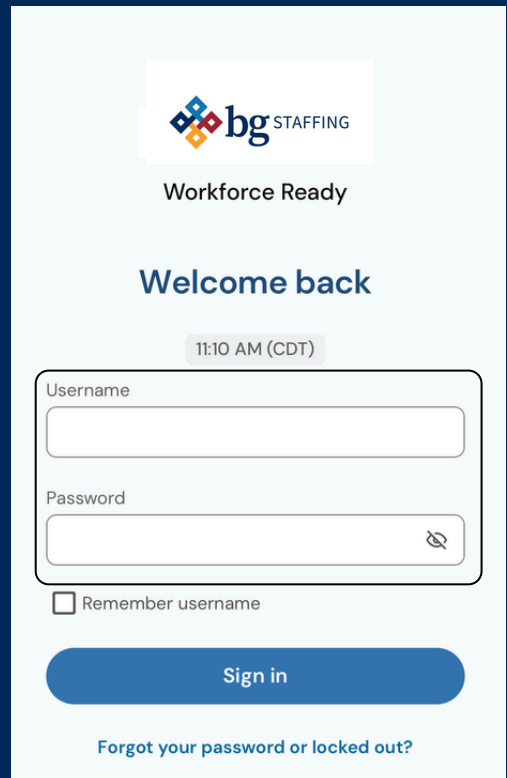 bg STAFFING
Workforce Ready
Welcome back
11:10 AM (CDT)
Username
Password
Remember username
Sign in
Forgot your password or locked out?